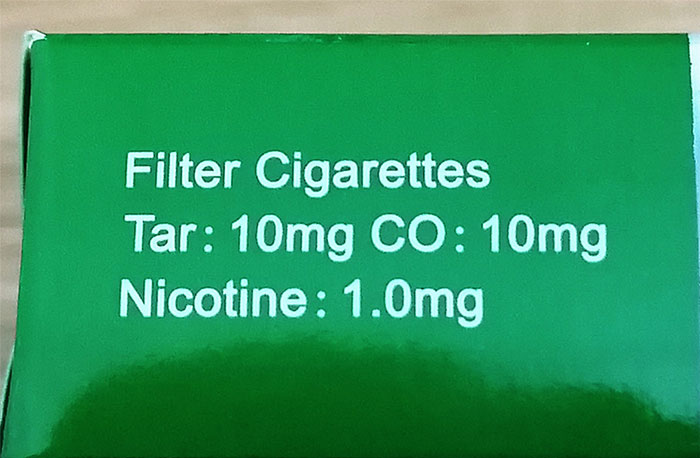 Filter Cigarettes
Tar: 10mg CO: 10mg
Nicotine: 1.0mg